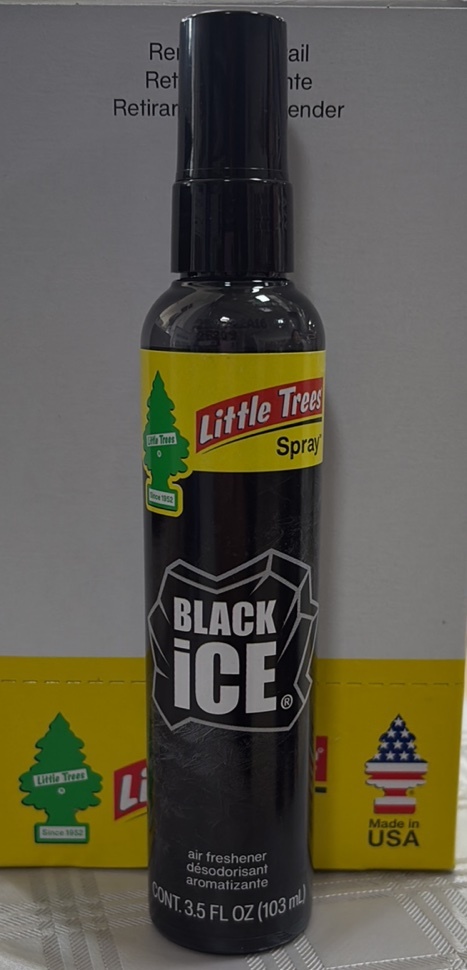 Little Trees
Spray
Little Trees
Since 1952
BLACK
iCE®
air freshener
désodorisant
aromatizante
CONT. 3.5 FL OZ (103 mL)
Little Trees
Since 1952
Made in
USA